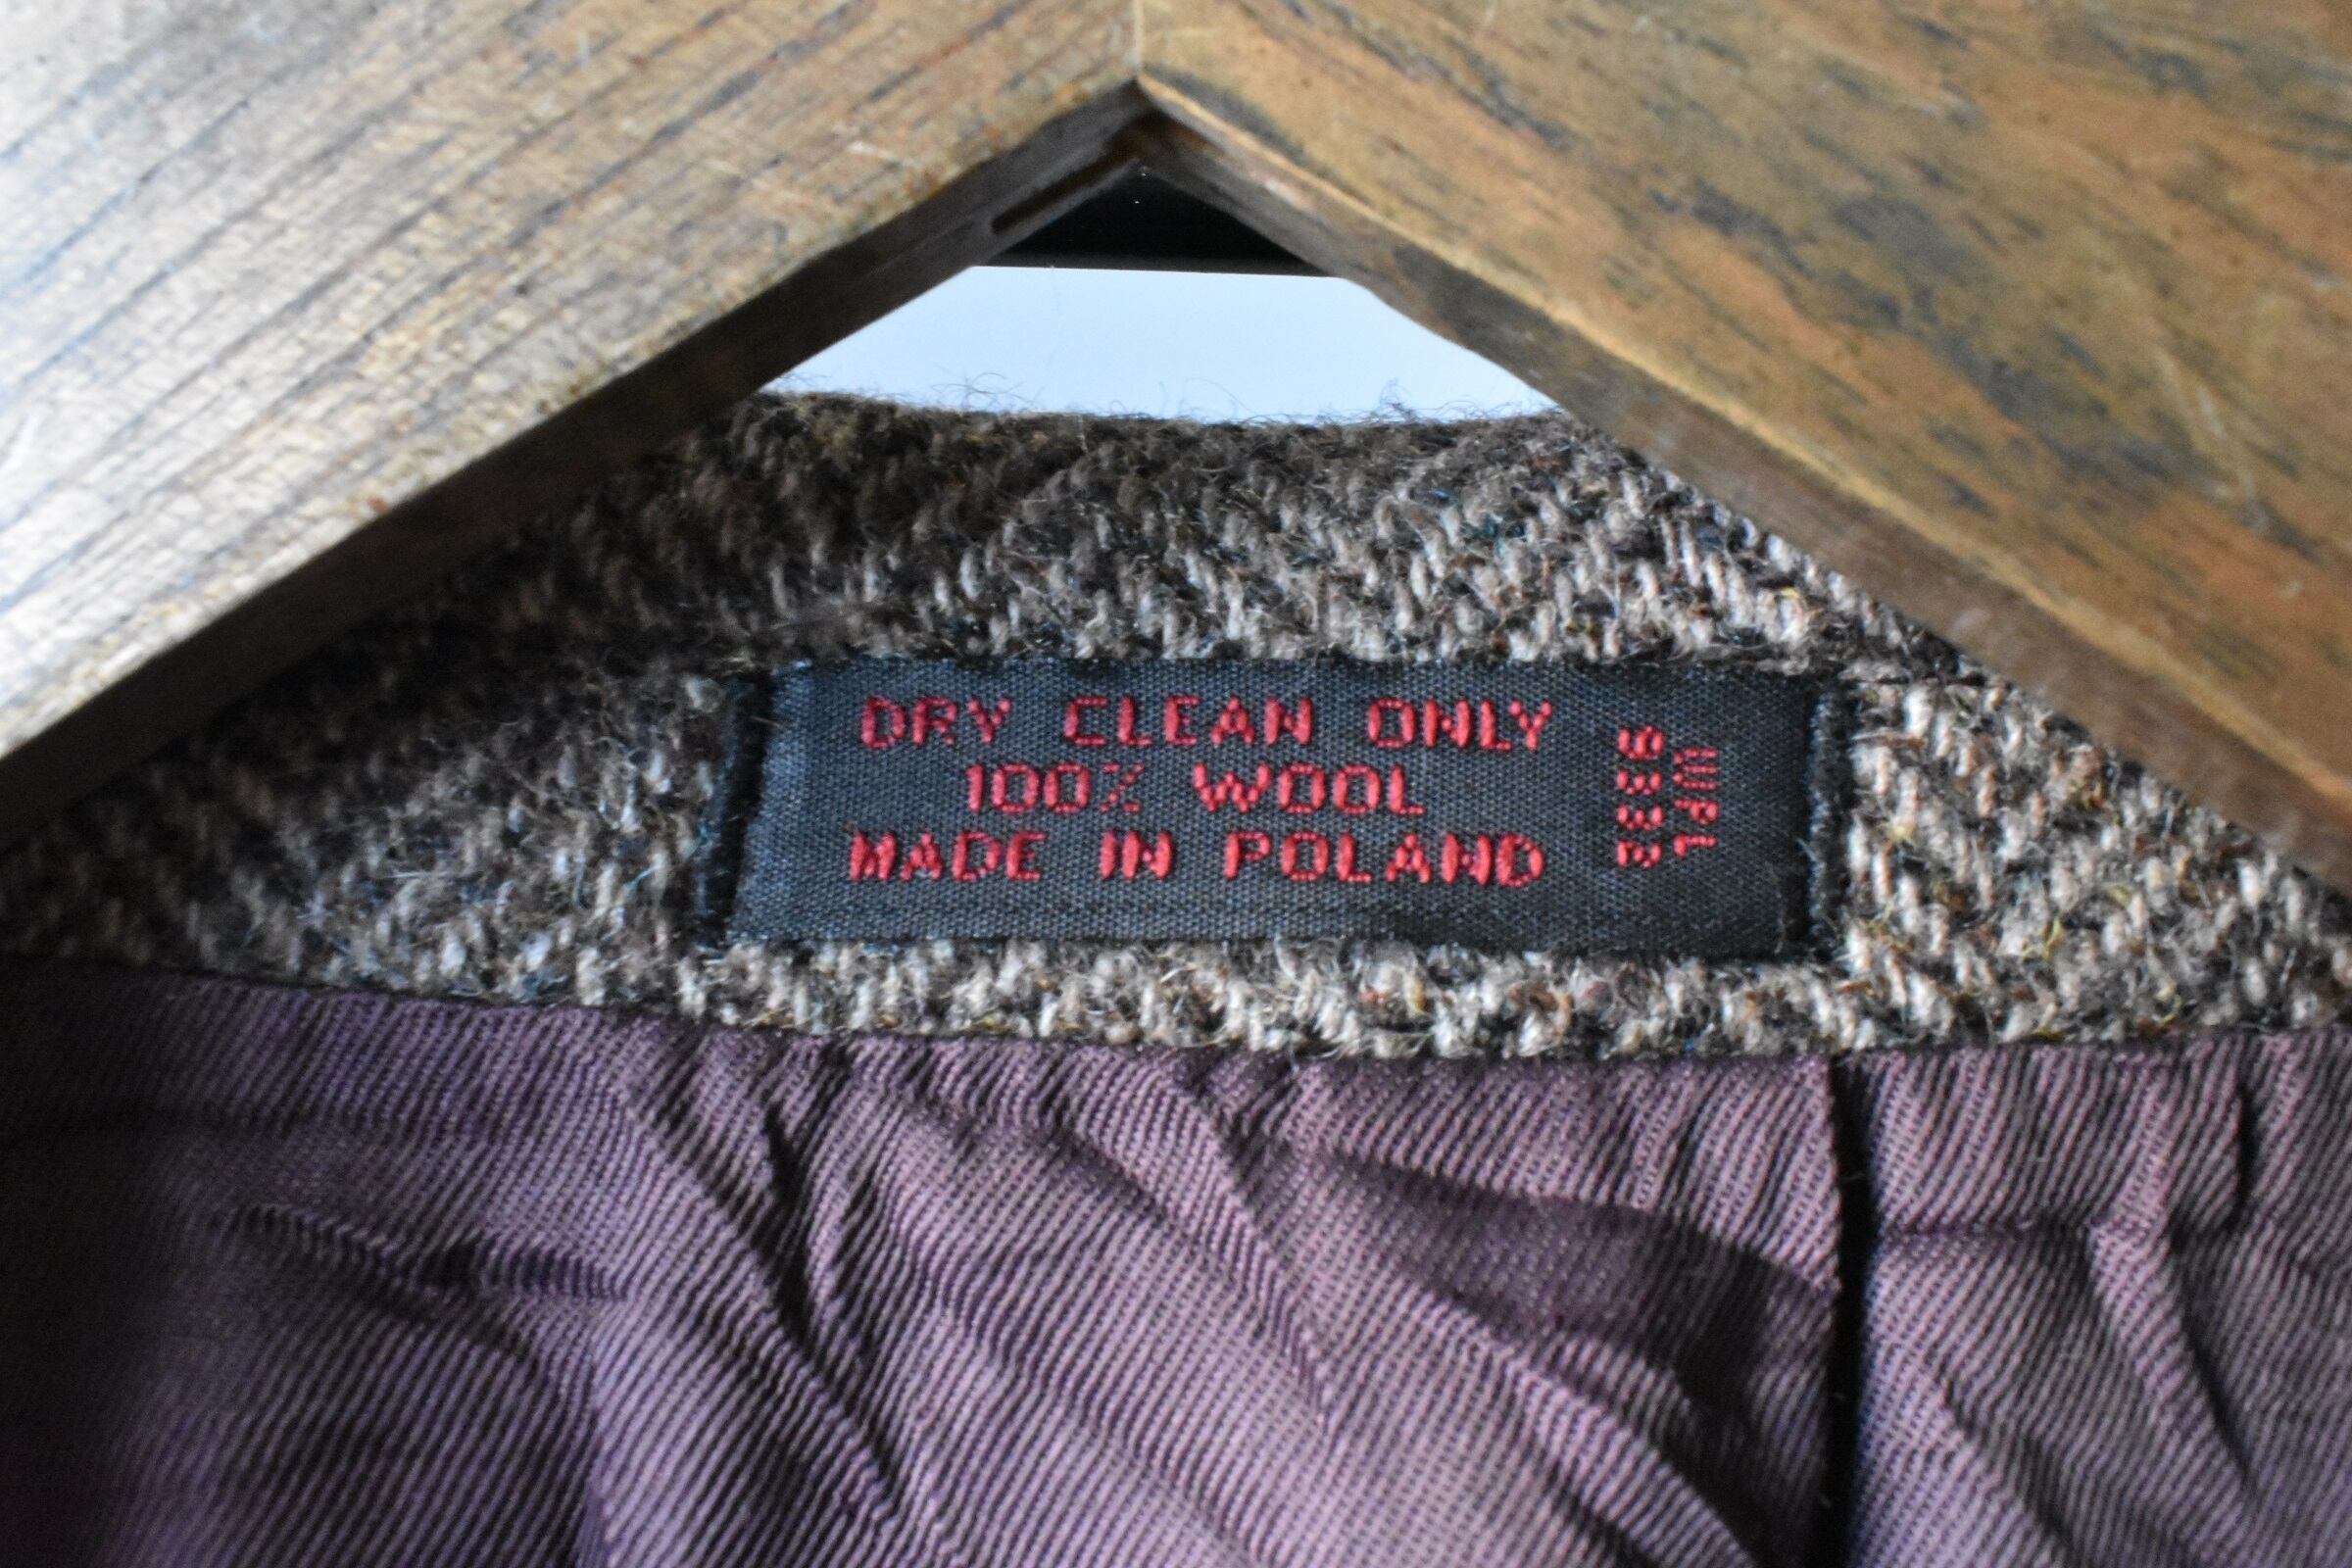 DRY CLEAN ONLY
100% WOOL
MADE IN POLAND
WPL
9332